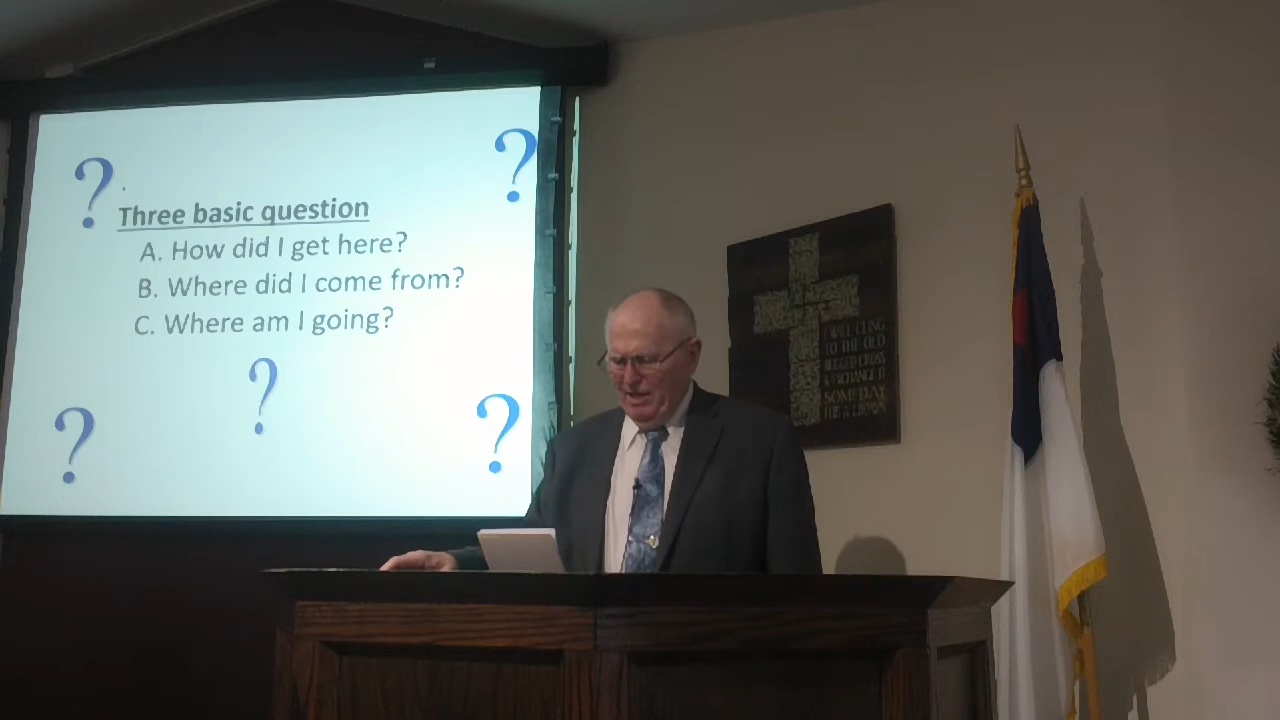 ?
?
Three basic question
A. How did I get here?
B. Where did I come from?
C. Where am I going?
?
?
?
I WILL CLING
TO THE OLD
RUGGED CROSS
& EXCHANGE IT
SOMEDAY
FOR A CROWN